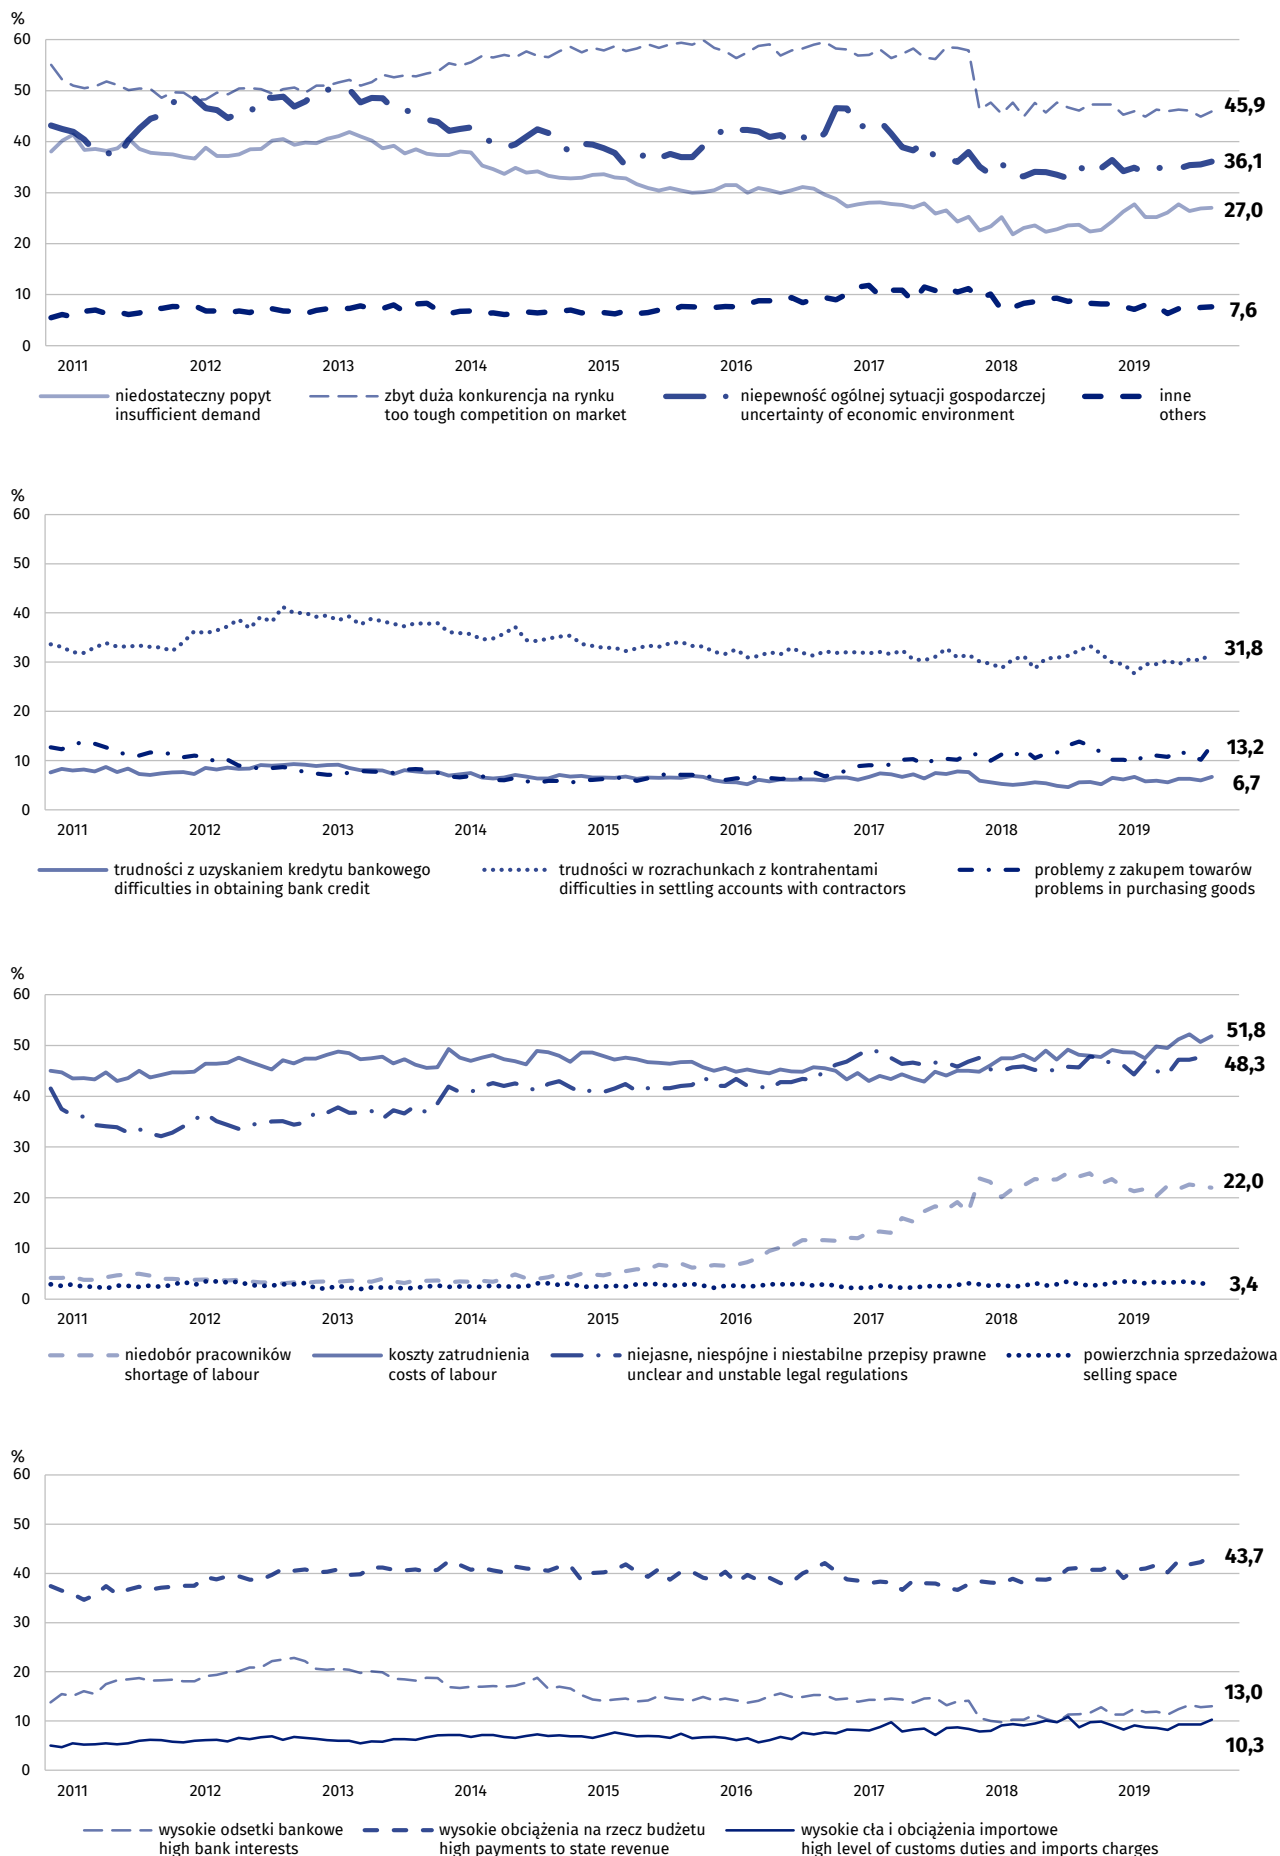 %
60
50
45,9
40
36,1
30
27,0
20
10
7,6
0
2011 2012 2013 2014 2015 2016 2017 2018 2019
niedostateczny popyt
insufficient demand
zbyt duża konkurencja na rynku
too tough competition on market
niepewność ogólnej sytuacji gospodarczej
uncertainty of economic environment
inne
others
%
60
50
40
31,8
30
20
13,2
10
6,7
0
2011 2012 2013 2014 2015 2016 2017 2018 2019
trudności z uzyskaniem kredytu bankowego
difficulties in obtaining bank credit
trudności w rozrachunkach z kontrahentami
difficulties in settling accounts with contractors
problemy z zakupem towarów
problems in purchasing goods
%
60
51,8
50
48,3
40
30
22,0
20
10
3,4
0
2011 2012 2013 2014 2015 2016 2017 2018 2019
niedobór pracowników
shortage of labour
koszty zatrudnienia
costs of labour
niejasne, niespójne i niestabilne przepisy prawne
unclear and unstable legal regulations
powierzchnia sprzedażowa
selling space
%
60
50
43,7
40
30
20
13,0
10
10,3
0
2011 2012 2013 2014 2015 2016 2017 2018 2019
wysokie odsetki bankowe
high bank interests
wysokie obciążenia na rzecz budżetu
high payments to state revenue
wysokie cła i obciążenia importowe
high level of customs duties and imports charges